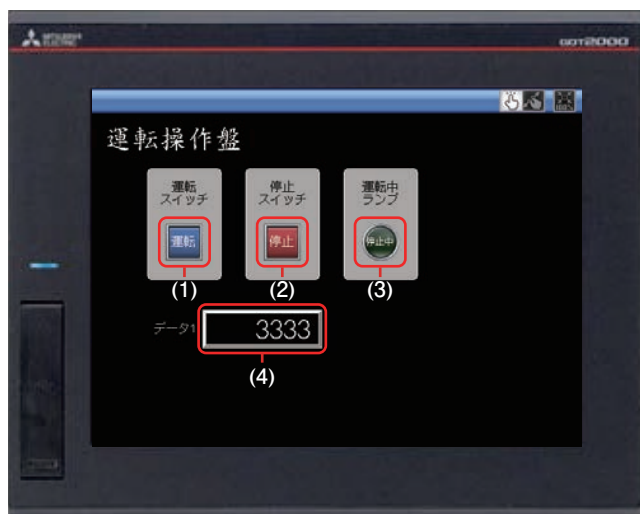 MITSUBISHI
ELECTRIC
GOT2000
運転操作盤
運転
スイッチ
停止
スイッチ
運転中
ランプ
運転
停止
停止中
(1)
(2)
(3)
データ1
3333
(4)